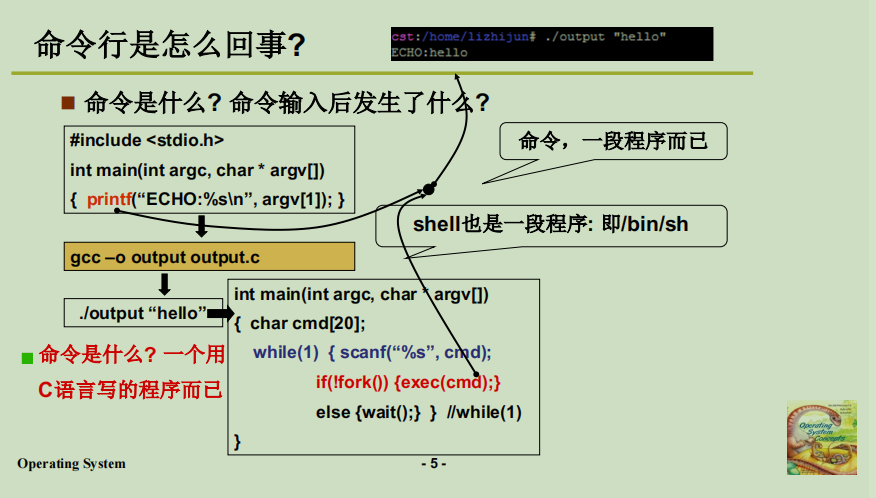 命令行是怎么回事?
cst:/home/lizhijun# ./output "hello"
ECHO:hello
■ 命令是什么? 命令输入后发生了什么?
#include <stdio.h>
int main(int argc, char * argv[])
{ printf(“ECHO:%s\n”, argv[1]); }
命令，一段程序而已
shell也是一段程序: 即/bin/sh
gcc –o output output.c
./output “hello”
int main(int argc, char * argv[])
{ char cmd[20];
while(1) { scanf(“%s”, cmd);
if(!fork()) {exec(cmd);}
else {wait();} } //while(1)
}
■ 命令是什么? 一个用
C语言写的程序而已
Operating System
- 5 -
Operating
System
Concepts